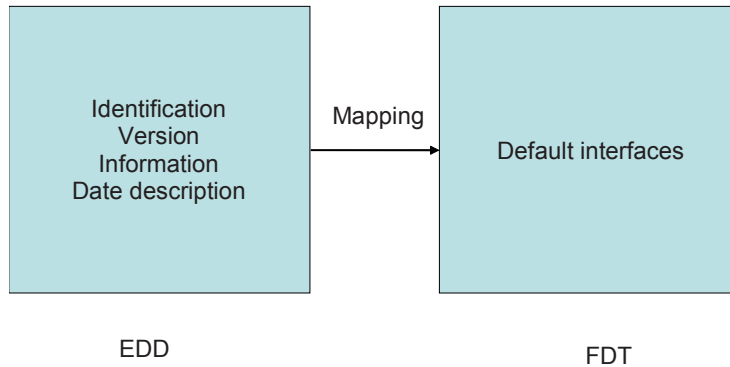 Identification
Version
Information
Date description
Mapping
Default interfaces
EDD
FDT